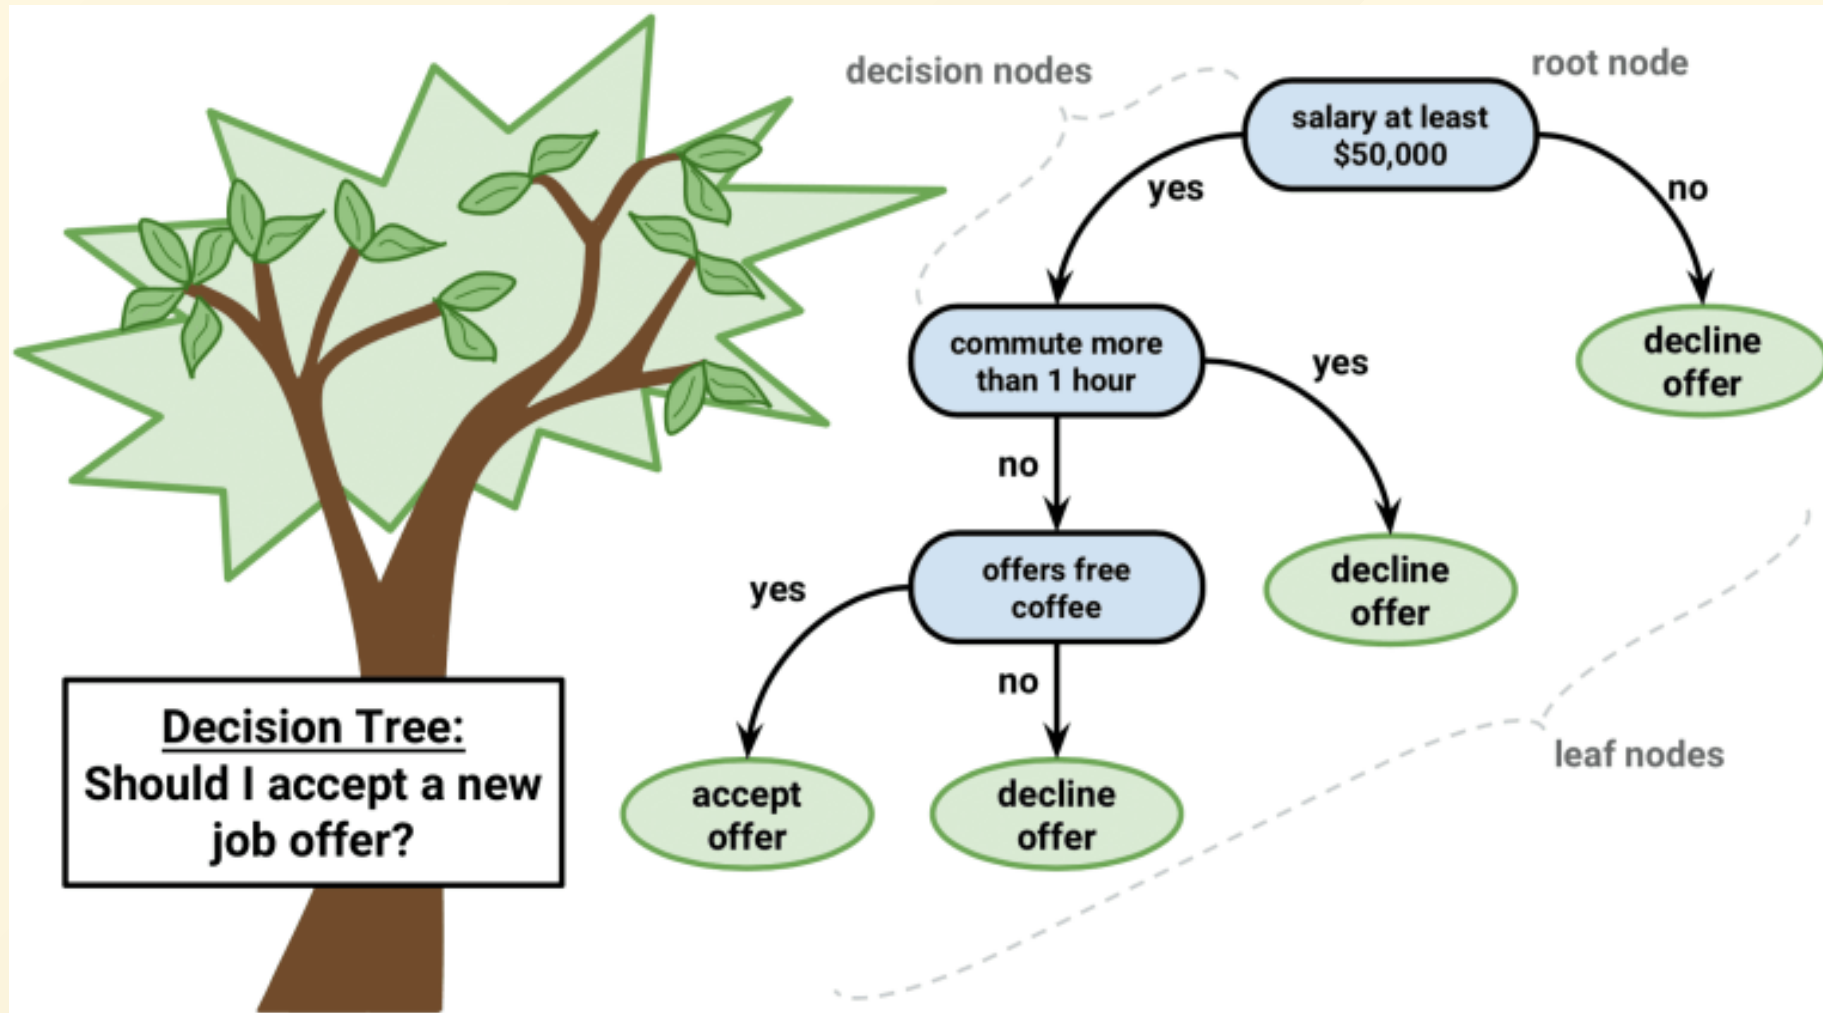 decision nodes
root node
salary at least
$50,000
yes
no
commute more
than 1 hour
yes
decline
offer
no
offers free
coffee
yes
decline
offer
no
accept
offer
decline
offer
leaf nodes
Decision Tree:
Should I accept a new
job offer?